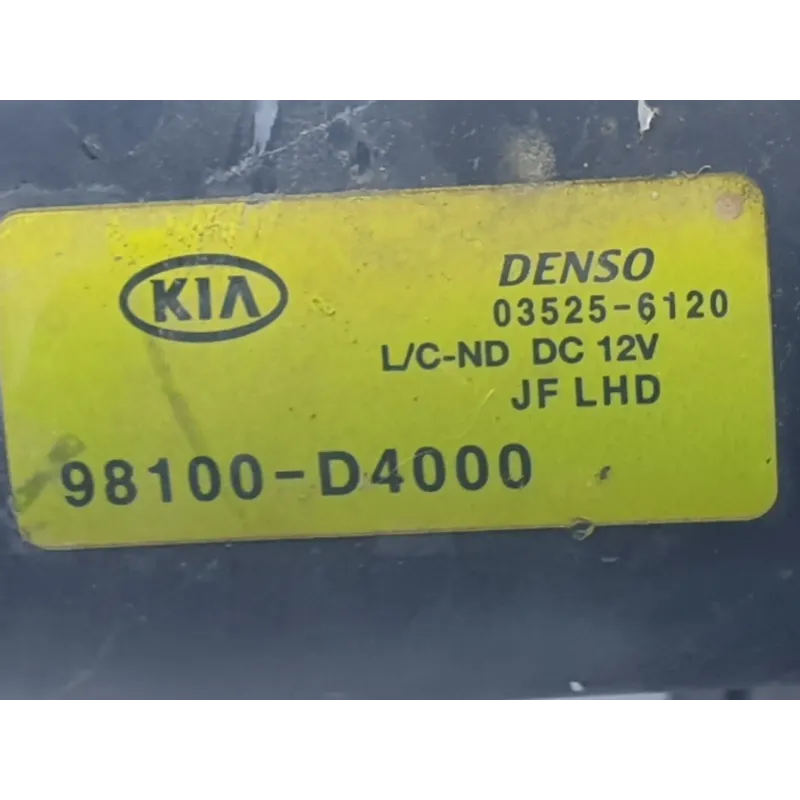 KIA
DENSO
03525-6120
L/C-ND DC 12V
JF LHD
98100-D4000